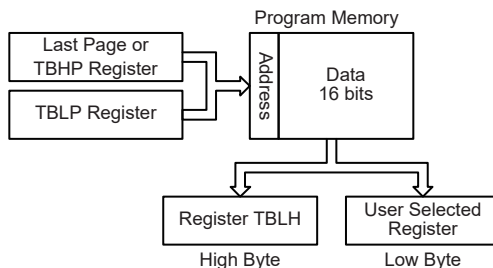 Program Memory
Last Page or
TBHP Register
TBLP Register
Address
Data
16 bits
Register TBLH
User Selected
Register
High Byte
Low Byte